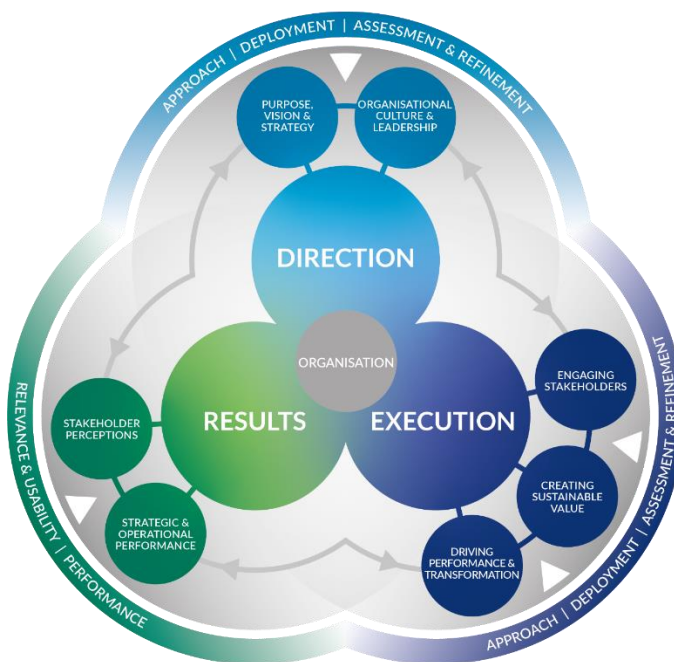 APPROACH | DEPLOYMENT | ASSESSMENT & REFINEMENT
PURPOSE,
VISION &
STRATEGY
ORGANISATIONAL
CULTURE &
LEADERSHIP
DIRECTION
ORGANISATION
RESULTS
EXECUTION
STAKEHOLDER
PERCEPTIONS
STRATEGIC &
OPERATIONAL
PERFORMANCE
ENGAGING
STAKEHOLDERS
CREATING
SUSTAINABLE
VALUE
DRIVING
PERFORMANCE &
TRANSFORMATION
RELEVANCE & USABILITY | PERFORMANCE
APPROACH | DEPLOYMENT | ASSESSMENT & REFINEMENT